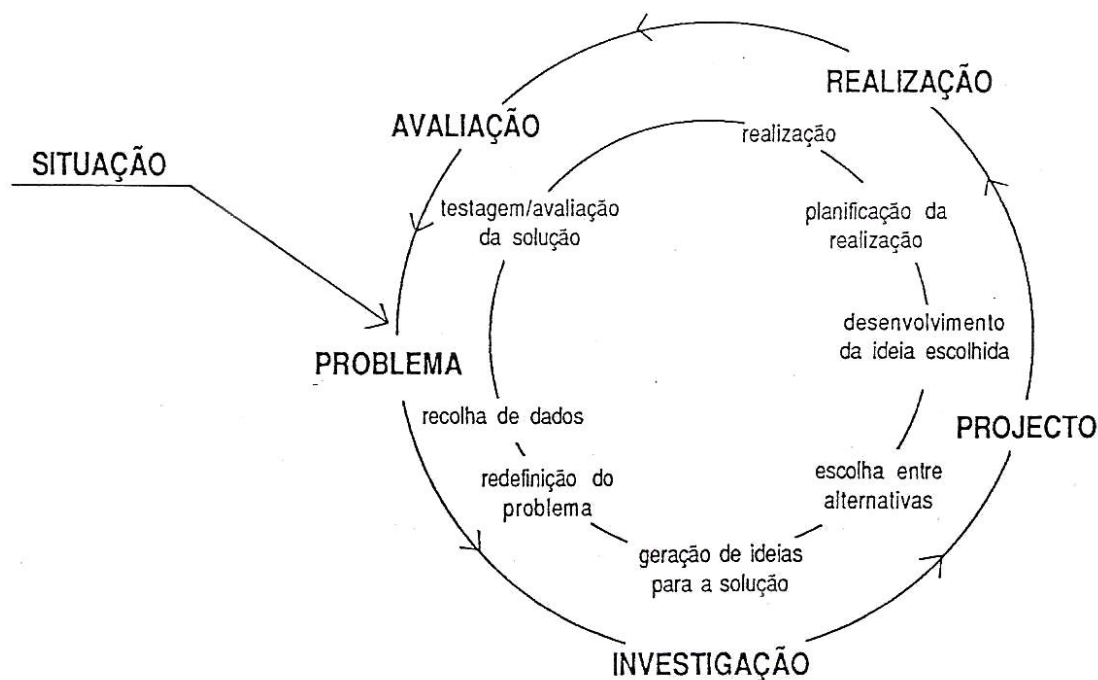 SITUAÇÃO
PROBLEMA
INVESTIGAÇÃO
PROJECTO
REALIZAÇÃO
AVALIAÇÃO
recolha de dados
redefinição do
problema
geração de ideias
para a solução
escolha entre
alternativas
desenvolvimento
da ideia escolhida
planificação da
realização
realização
testagem/avaliação
da solução